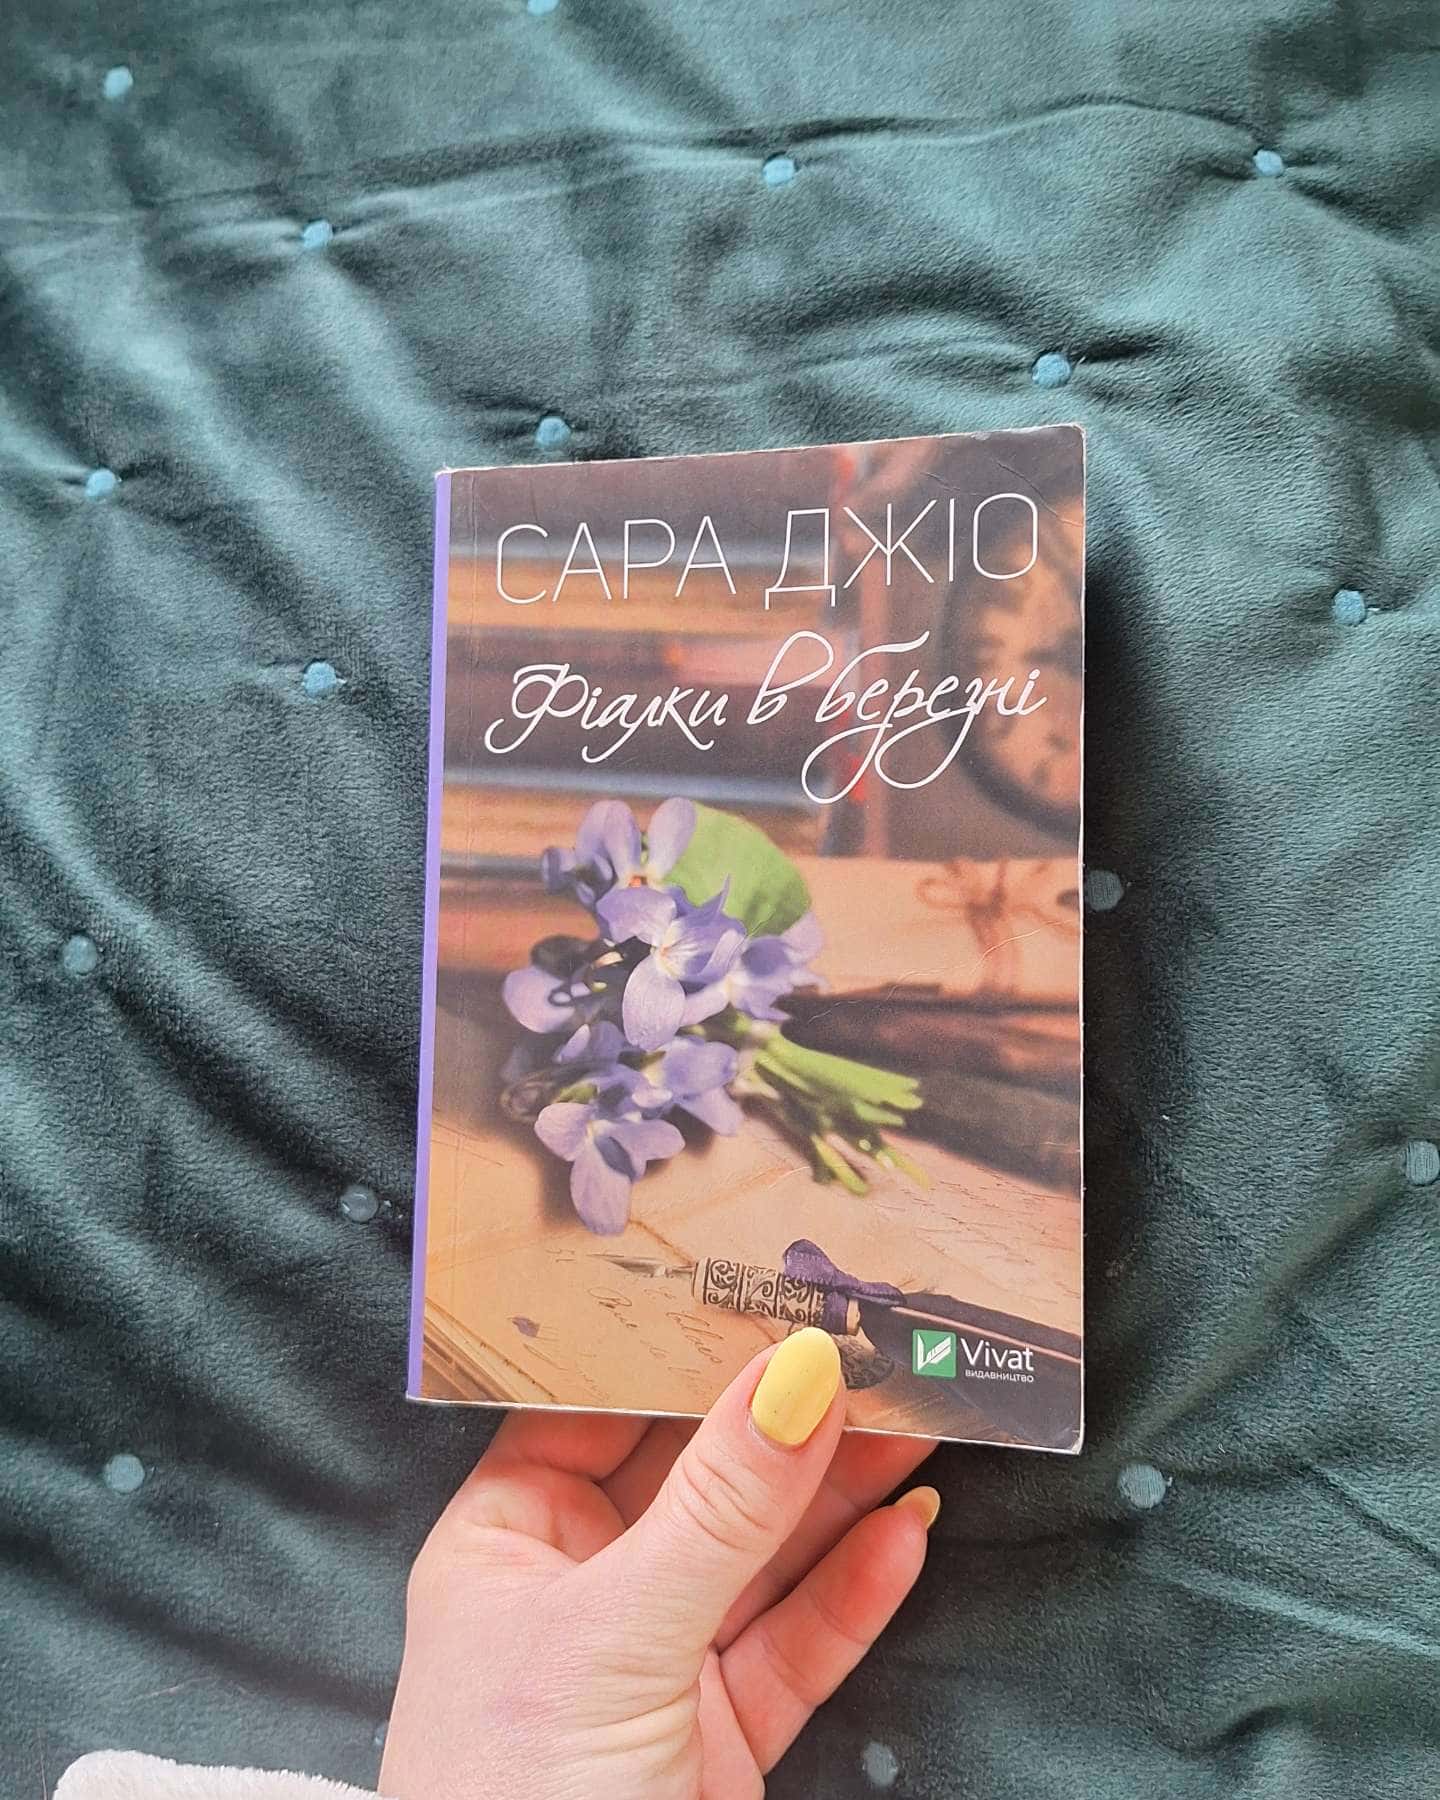 САРА ДЖІО
Фіалки в березні
Vivat
ВИДАВНИЦТВО